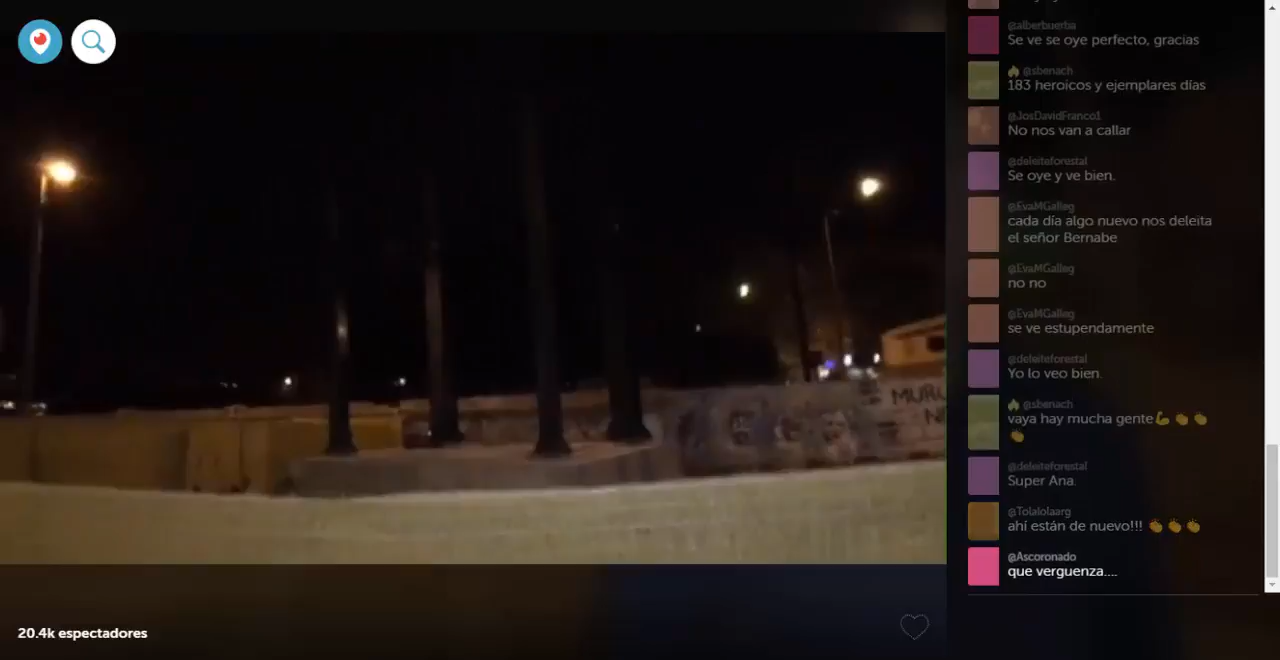 @alberbuerba
Se ve se oye perfecto, gracias
@sbenach
183 heroicos y ejemplares días
@JosDavidFranco1
No nos van a callar
@deleiteforestal
Se oye y ve bien.
@EvaMGalleg
cada día algo nuevo nos deleita
el señor Bernabe
@EvaMGalleg
no no
@EvaMGalleg
se ve estupendamente
@deleiteforestal
Yo lo veo bien.
@sbenach
vaya hay mucha gente💪 👏 👏
👏
@deleiteforestal
Super Ana.
@Tolalolaarg
ahí están de nuevo!!! 👏 👏 👏
@Ascoronado
que verguenza....
20.4k espectadores